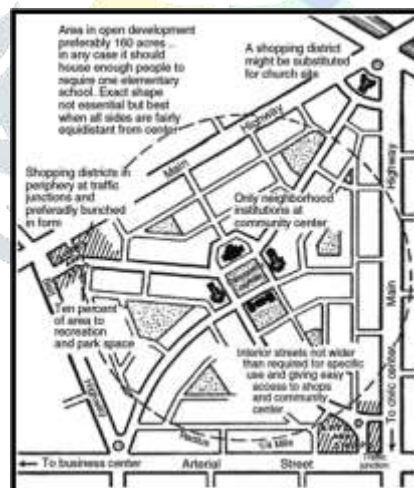 Area in open development
preferably 160 acres ..
in any case it should
house enough people to
require one elementary
school. Exact shape
not essential but best
when all sides are fairly
equidistant from center
A shopping district
might be substituted
for church site
Main
Highway
Highway
Main
Shopping districts in
periphery at traffic
junctions and
preferadly bunched
in form
Only neighborhood
institutions at
community center
Ten percent
of area to
recreation
and park space
Interior streets not wider
than required for specific
use and giving easy
access to shops
and community
center
Highway
Radius
1/4 Mile
To civic center
Traffic
junction
To business center
Arterial
Street